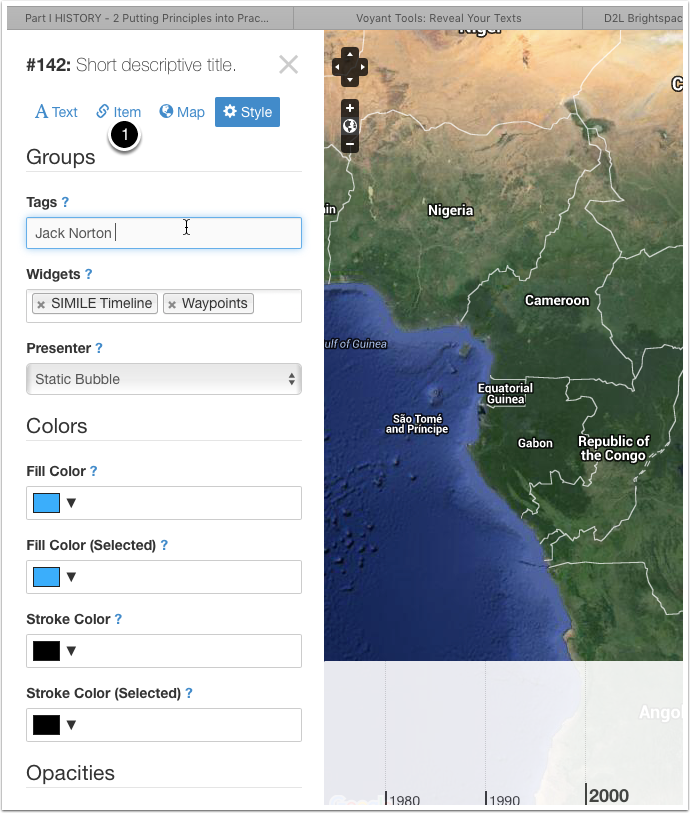 Part I HISTORY - 2 Putting Principles into Prac...
Voyant Tools: Reveal Your Texts
D2L Brightspac
#142: Short descriptive title.
Text
Item
Map
Style
1
Groups
Tags ?
Jack Norton
Widgets ?
× SIMILE Timeline
× Waypoints
Presenter ?
Static Bubble
Colors
Fill Color ?
Fill Color (Selected) ?
Stroke Color ?
Stroke Color (Selected) ?
Opacities
Niger
C
in
Nigeria
Cameroon
ulf of Guinea
Equatorial
Guinea
São Tomé
and Príncipe
Gabon
Republic of
the Congo
Ango
1980
1990
2000